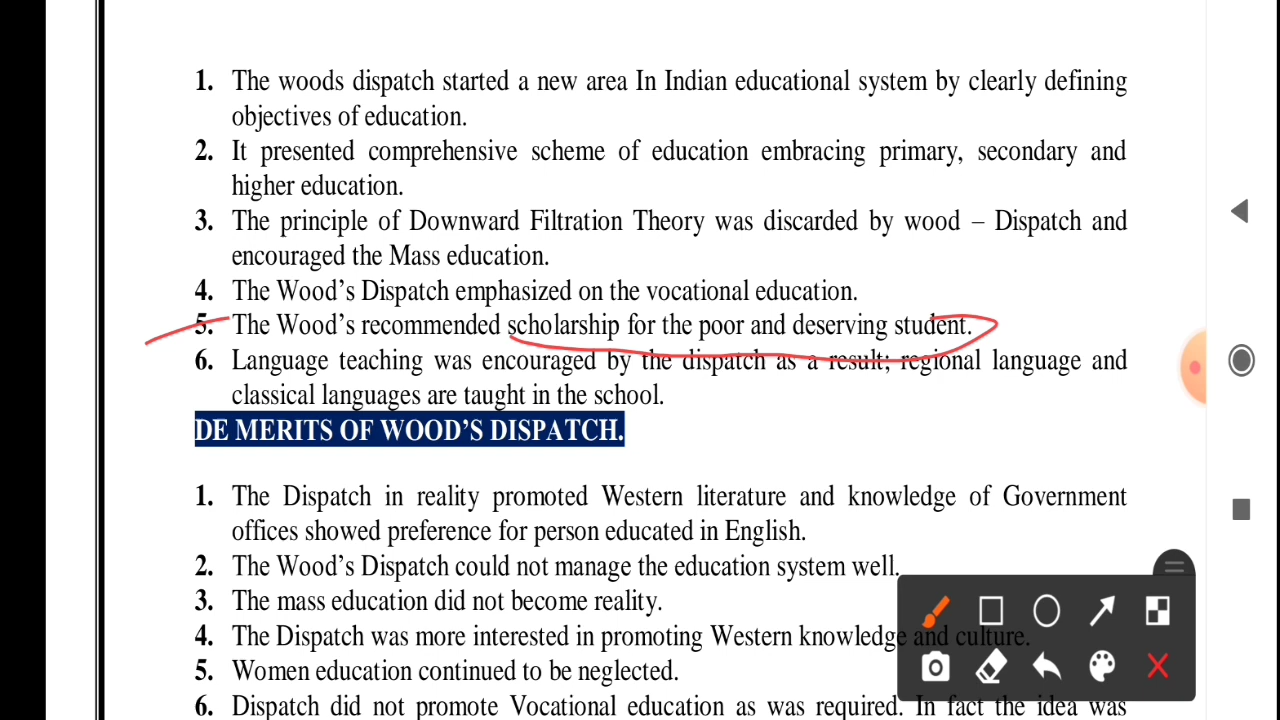 1. The woods dispatch started a new area In Indian educational system by clearly defining
objectives of education.
2. It presented comprehensive scheme of education embracing primary, secondary and
higher education.
3. The principle of Downward Filtration Theory was discarded by wood – Dispatch and
encouraged the Mass education.
4. The Wood’s Dispatch emphasized on the vocational education.
5. The Wood’s recommended scholarship for the poor and deserving student.
6. Language teaching was encouraged by the dispatch as a result; regional language and
classical languages are taught in the school.
DE MERITS OF WOOD’S DISPATCH.
1. The Dispatch in reality promoted Western literature and knowledge of Government
offices showed preference for person educated in English.
2. The Wood’s Dispatch could not manage the education system well.
3. The mass education did not become reality.
4. The Dispatch was more interested in promoting Western knowledge and culture.
5. Women education continued to be neglected.
6. Dispatch did not promote Vocational education as was required. In fact the idea was